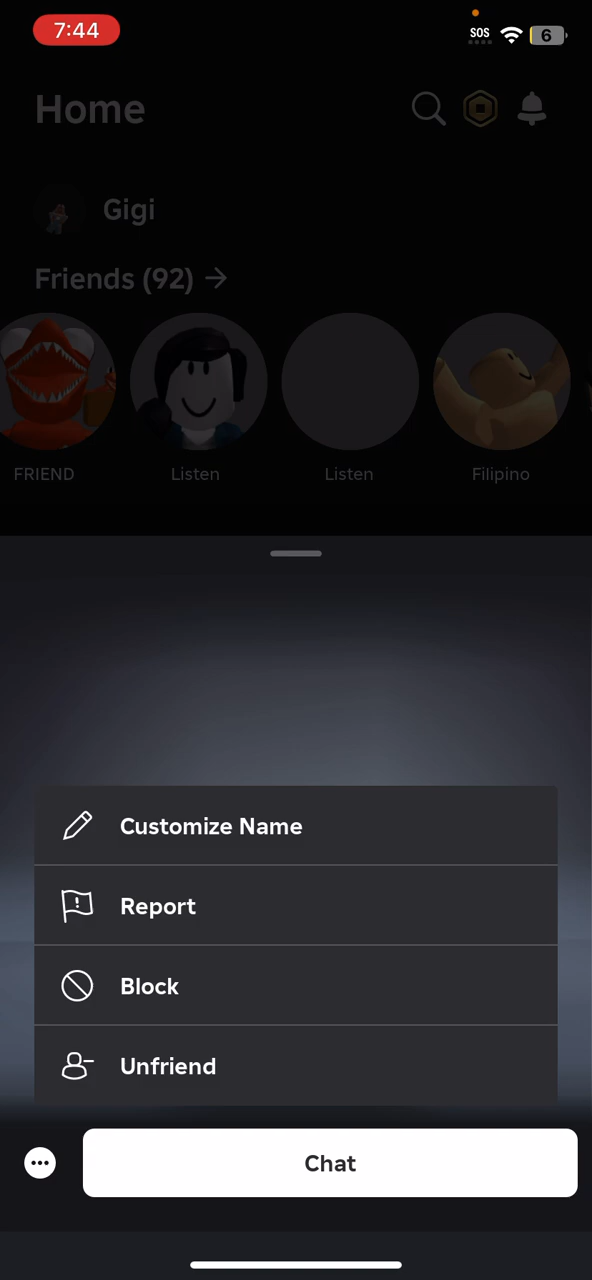 7:44
SOS
6
Home
Gigi
Friends (92)
FRIEND
Listen
Listen
Filipino
Customize Name
Report
Block
Unfriend
Chat